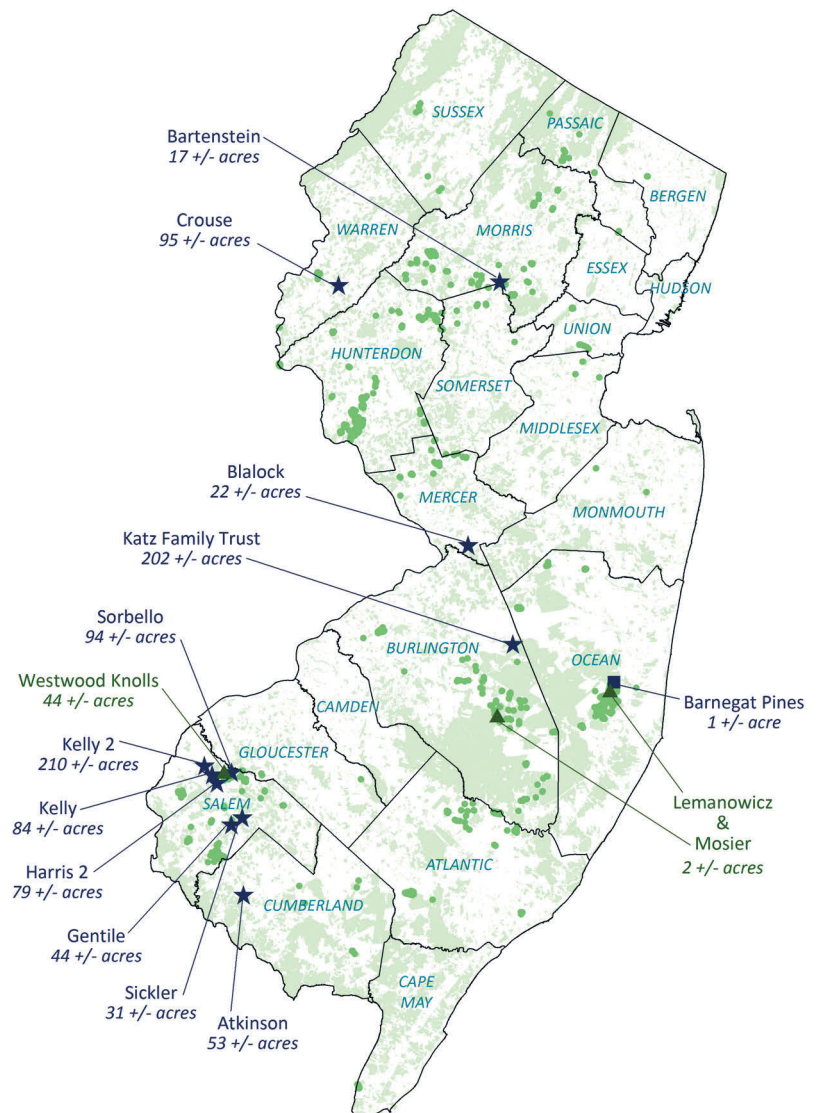 SUSSEX
PASSAIC
Bartenstein
17 +/- acres
BERGEN
Crouse
95 +/- acres
WARREN
MORRIS
ESSEX
HUDSON
UNION
HUNTERDON
SOMERSET
MIDDLESEX
Blalock
22 +/- acres
MERCER
MONMOUTH
Katz Family Trust
202 +/- acres
Sorbello
94 +/- acres
BURLINGTON
OCEAN
Westwood Knolls
44 +/- acres
Barnegat Pines
1 +/- acre
CAMDEN
Kelly 2
210 +/- acres
GLOUCESTER
Kelly
84 +/- acres
SALEM
Lemanowicz
&
Mosier
2 +/- acres
Harris 2
79 +/- acres
ATLANTIC
CUMBERLAND
Gentile
44 +/- acres
Sickler
31 +/- acres
CAPE
MAY
Atkinson
53 +/- acres